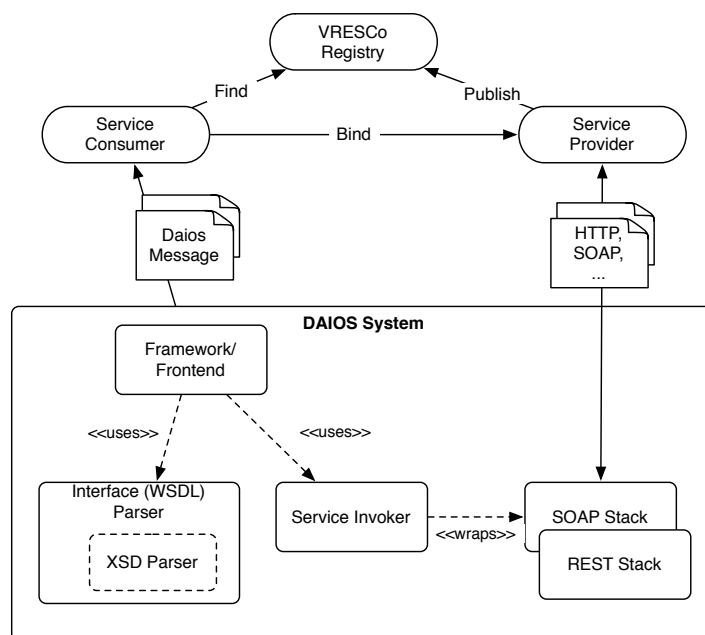 VRESCo
Registry
Find
Publish
Service
Consumer
Bind
Service
Provider
Daios
Message
HTTP,
SOAP,
...
DAIOS System
Framework/
Frontend
<<uses>>
<<uses>>
Interface (WSDL)
Parser
XSD Parser
Service Invoker
<<wraps>>
SOAP Stack
REST Stack